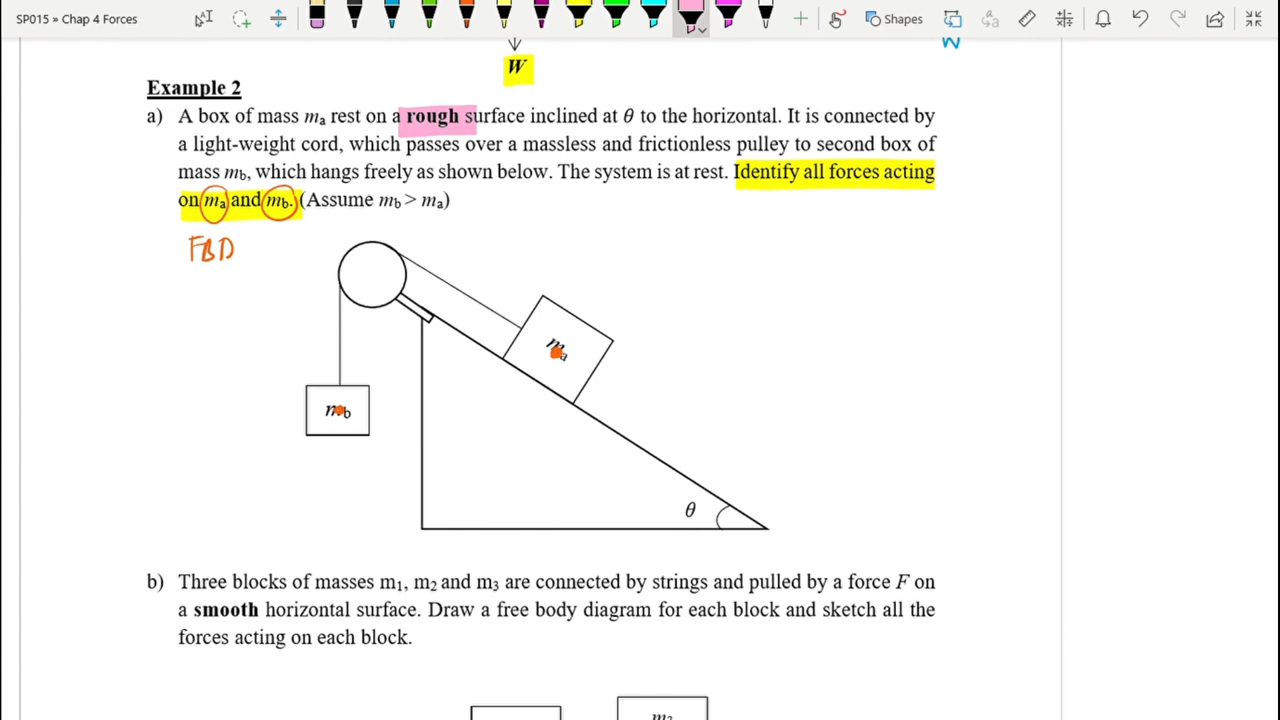 SP015 » Chap 4 Forces
Shapes
W
W
Example 2
a) A box of mass mₐ rest on a rough surface inclined at θ to the horizontal. It is connected by
a light-weight cord, which passes over a massless and frictionless pulley to second box of
mass m_b, which hangs freely as shown below. The system is at rest. Identify all forces acting
on mₐ and m_b. (Assume m_b > mₐ)
FBD
mₐ
m_b
θ
b) Three blocks of masses m₁, m₂ and m₃ are connected by strings and pulled by a force F on
a smooth horizontal surface. Draw a free body diagram for each block and sketch all the
forces acting on each block.